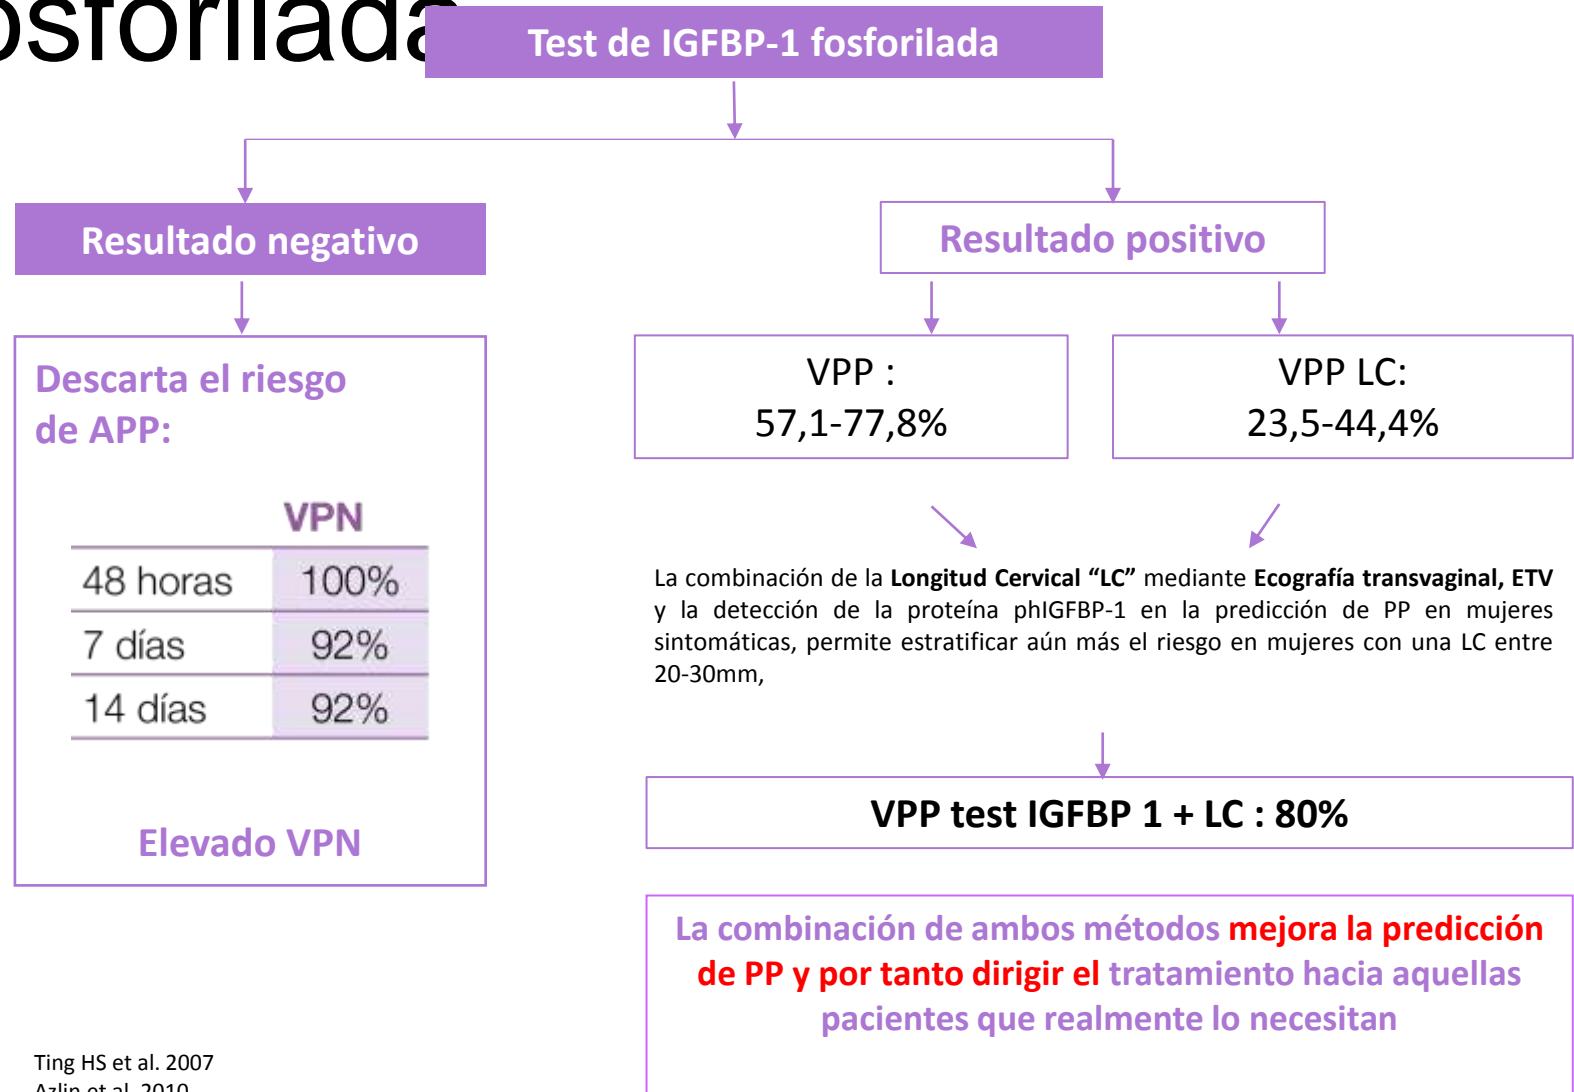 osforilada
Test de IGFBP-1 fosforilada
Resultado negativo
Resultado positivo
Descarta el riesgo
de APP:
VPN
48 horas 100%
7 días 92%
14 días 92%
Elevado VPN
VPP :
57,1-77,8%
VPP LC:
23,5-44,4%
La combinación de la Longitud Cervical “LC” mediante Ecografía transvaginal, ETV
y la detección de la proteína phIGFBP-1 en la predicción de PP en mujeres
sintomáticas, permite estratificar aún más el riesgo en mujeres con una LC entre
20-30mm,
VPP test IGFBP 1 + LC : 80%
La combinación de ambos métodos mejora la predicción
de PP y por tanto dirigir el tratamiento hacia aquellas
pacientes que realmente lo necesitan
Ting HS et al. 2007
Azlin et al. 2010